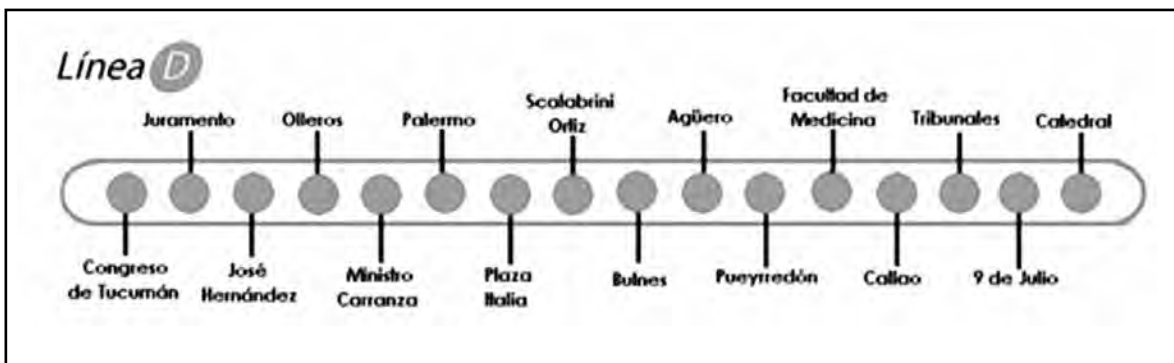 Línea D
Juramento
Olleros
Palermo
Scalabrini
Ortiz
Agüero
Facultad de
Medicina
Tribunales
Catedral
Congreso
de Tucumán
José
Hernández
Ministro
Carranza
Plaza
Italia
Bulnes
Pueyrredón
Callao
9 de Julio